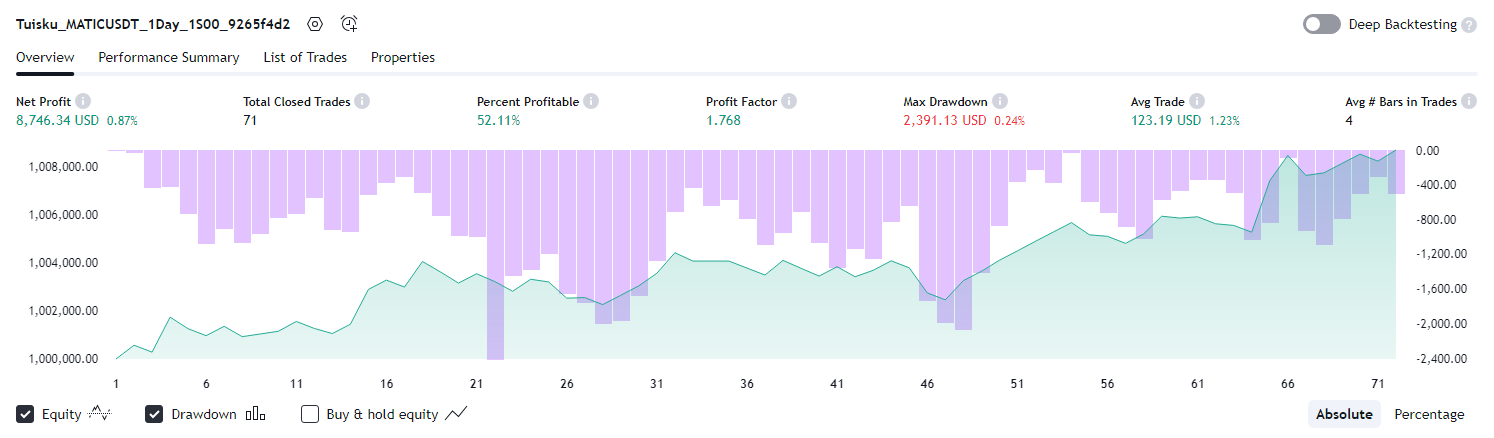 Tuisku_MATICUSDT_1Day_1S00_9265f4d2 Deep Backtesting ?
Overview Performance Summary List of Trades Properties
Net Profit i Total Closed Trades i Percent Profitable i Profit Factor i Max Drawdown i Avg Trade i Avg # Bars in Trades i
8,746.34 USD 0.87% 71 52.11% 1.768 2,391.13 USD 0.24% 123.19 USD 1.23% 4
1,008,000.00
1,006,000.00
1,004,000.00
1,002,000.00
1,000,000.00
0.00
-400.00
-800.00
-1,200.00
-1,600.00
-2,000.00
-2,400.00
1 6 11 16 21 26 31 36 41 46 51 56 61 66 71
Equity Drawdown Buy & hold equity Absolute Percentage